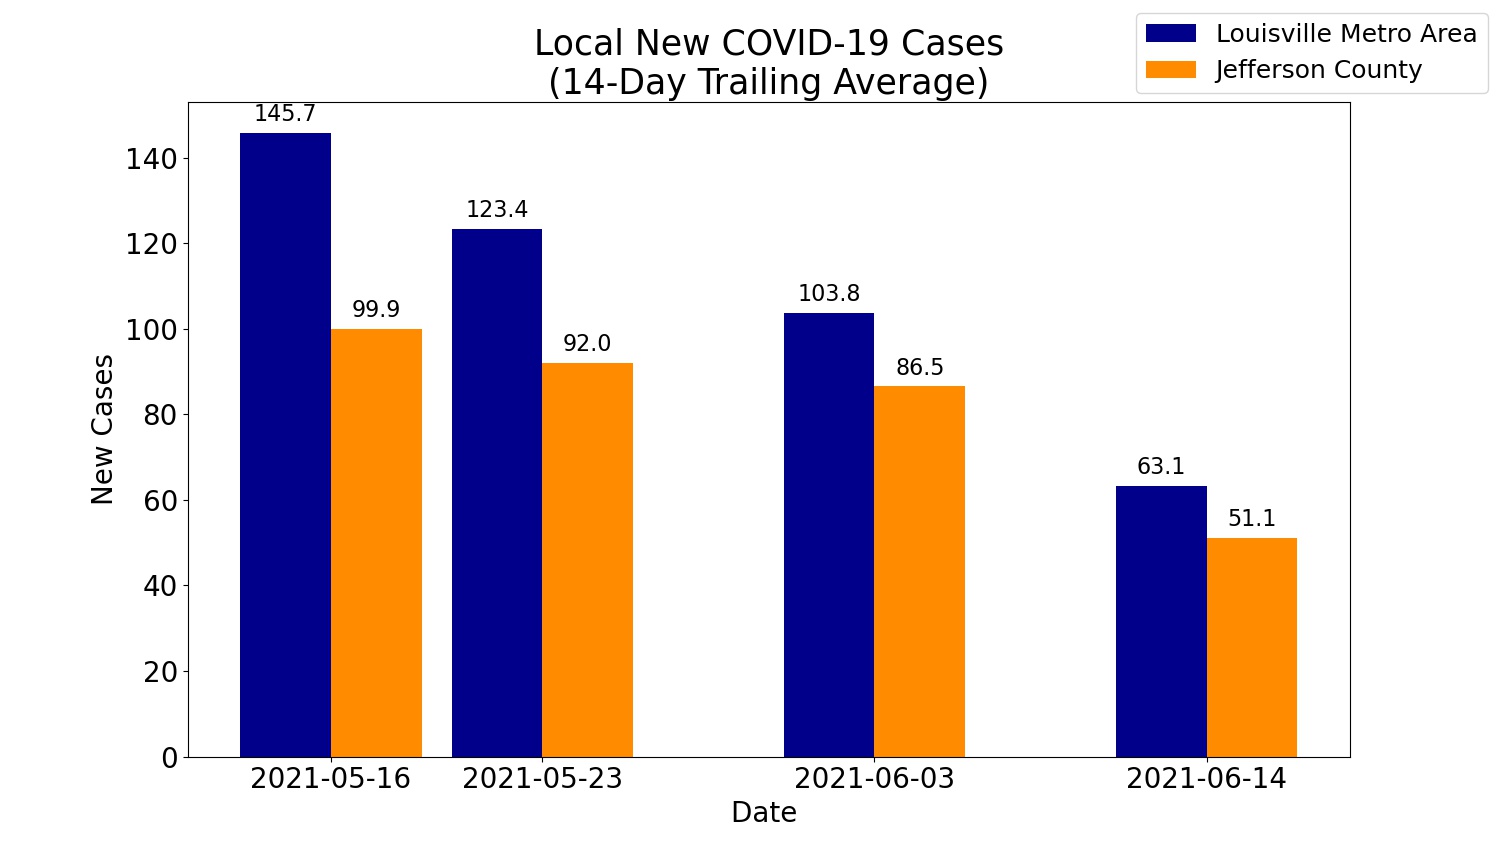 Local New COVID-19 Cases
(14-Day Trailing Average)
Louisville Metro Area
Jefferson County
145.7
99.9
123.4
92.0
103.8
86.5
63.1
51.1
140
120
100
80
60
40
20
0
New Cases
2021-05-16 2021-05-23 2021-06-03 2021-06-14
Date